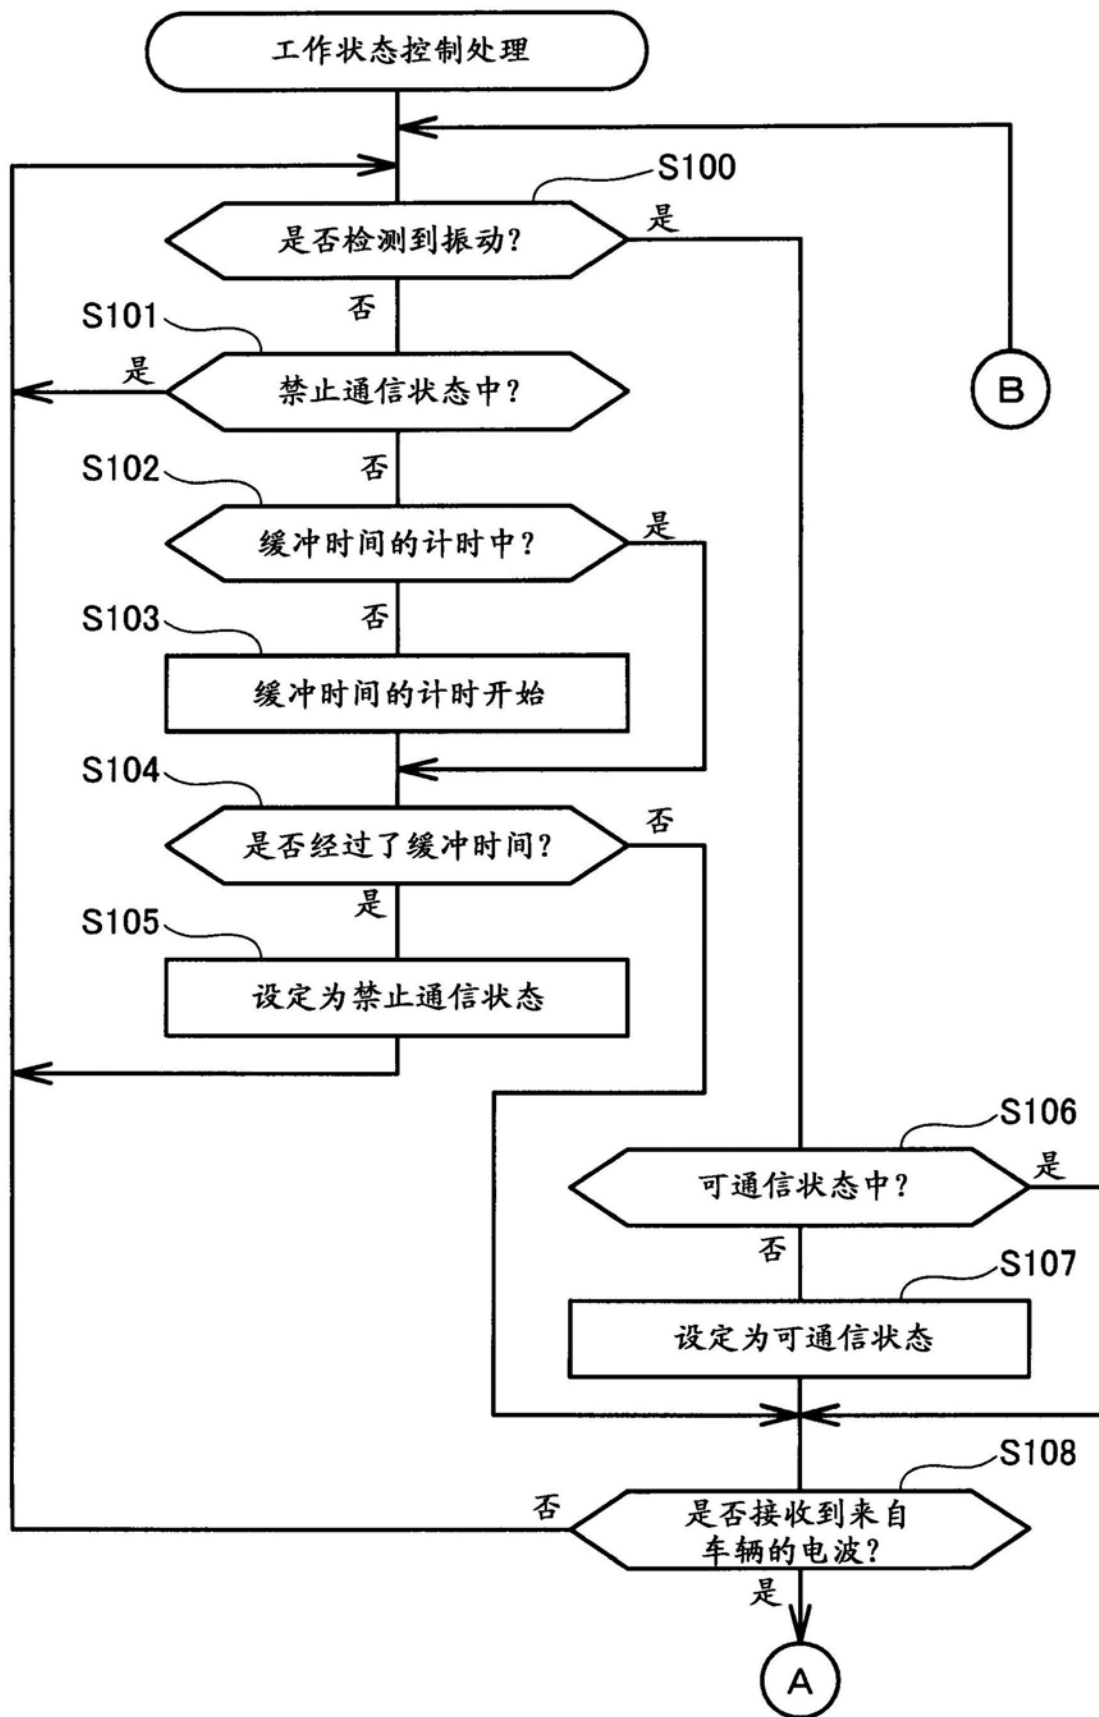 工作状态控制处理
S100
是否检测到振动?
是
否
S101
是
禁止通信状态中?
B
否
S102
缓冲时间的计时中?
是
否
S103
缓冲时间的计时开始
S104
是否经过了缓冲时间?
否
是
S105
设定为禁止通信状态
S106
可通信状态中?
是
否
S107
设定为可通信状态
S108
否
是否接收到来自
车辆的电波?
是
A